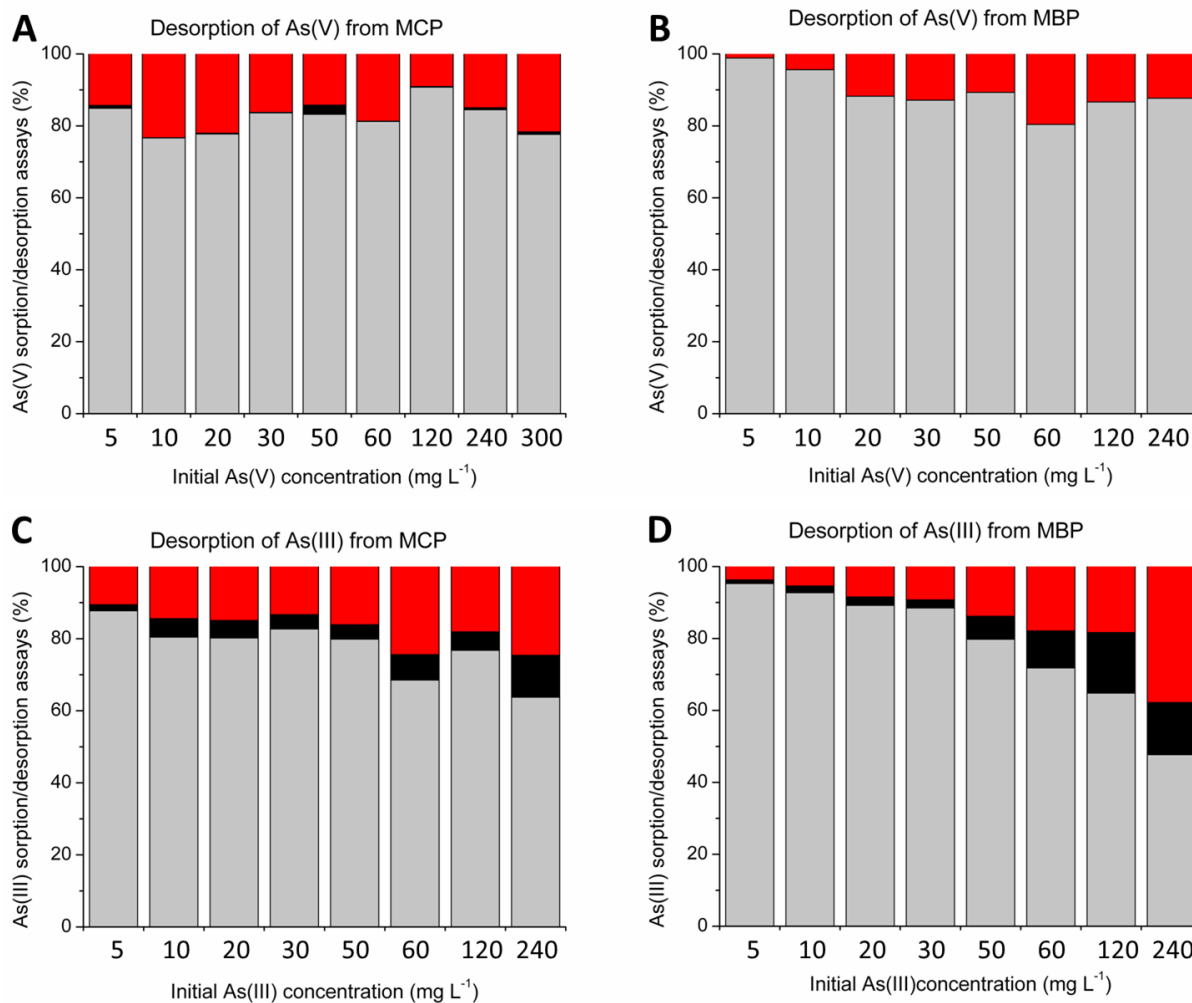 A
Desorption of As(V) from MCP
As(V) sorption/desorption assays (%)
100
80
60
40
20
0
5 10 20 30 50 60 120 240 300
Initial As(V) concentration (mg L⁻¹)
B
Desorption of As(V) from MBP
As(V) sorption/desorption assays (%)
100
80
60
40
20
0
5 10 20 30 50 60 120 240
Initial As(V) concentration (mg L⁻¹)
C
Desorption of As(III) from MCP
As(III) sorption/desorption assays (%)
100
80
60
40
20
0
5 10 20 30 50 60 120 240
Initial As(III) concentration (mg L⁻¹)
D
Desorption of As(III) from MBP
As(III) sorption/desorption assays (%)
100
80
60
40
20
0
5 10 20 30 50 60 120 240
Initial As(III)concentration (mg L⁻¹)